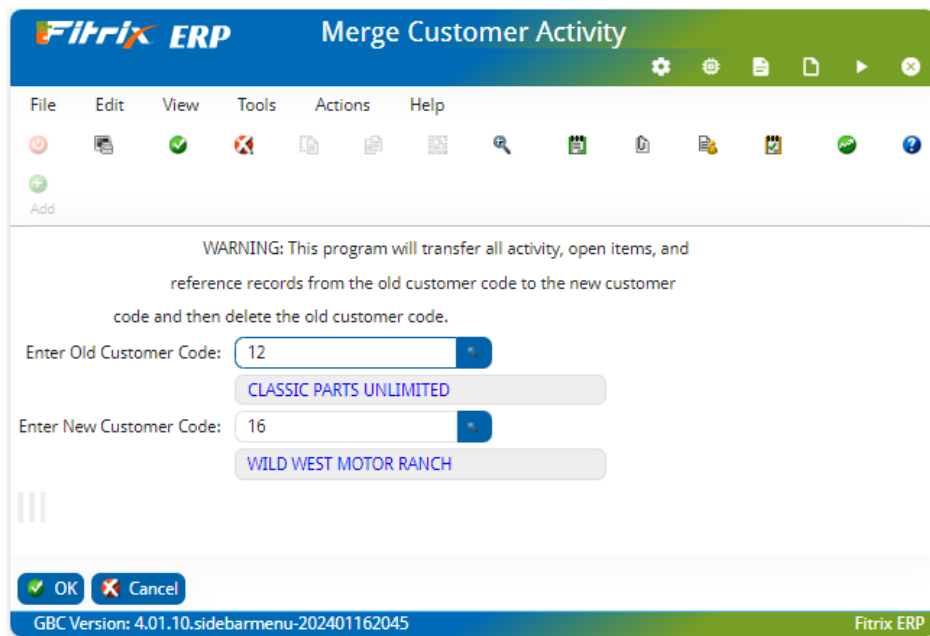 Fitrix ERP
Merge Customer Activity
File Edit View Tools Actions Help
Add
WARNING: This program will transfer all activity, open items, and
reference records from the old customer code to the new customer
code and then delete the old customer code.
Enter Old Customer Code: 12
CLASSIC PARTS UNLIMITED
Enter New Customer Code: 16
WILD WEST MOTOR RANCH
OK Cancel
GBC Version: 4.01.10.sidebarmenu-202401162045 Fitrix ERP